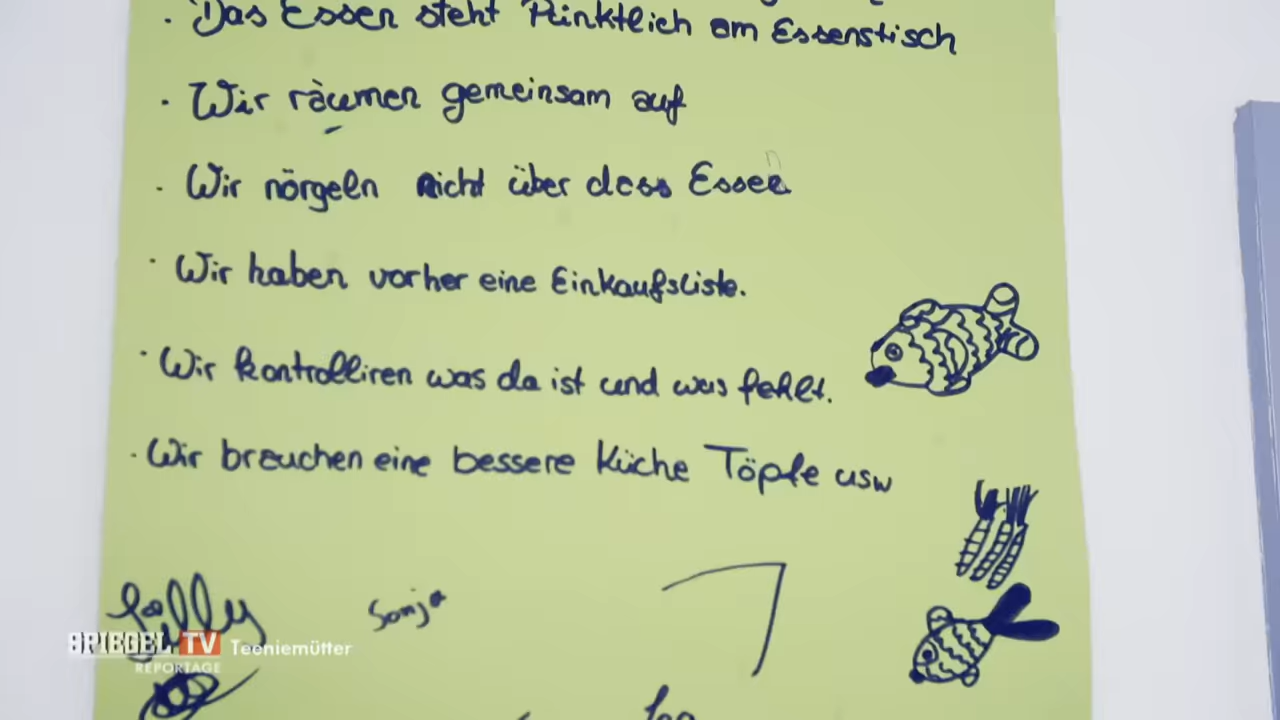 · Das Essen steht Pünktlich am Essenstisch
· Wir räumen gemeinsam auf
· Wir nörgeln nicht über dass Essen
· Wir haben vorher eine Einkaufsliste.
· Wir kontrolliren was da ist und was fehlt.
· Wir brauchen eine bessere Küche Töpfe usw
Lilly
Sonja
SPIEGEL TV Teeniemütter
REPORTAGE